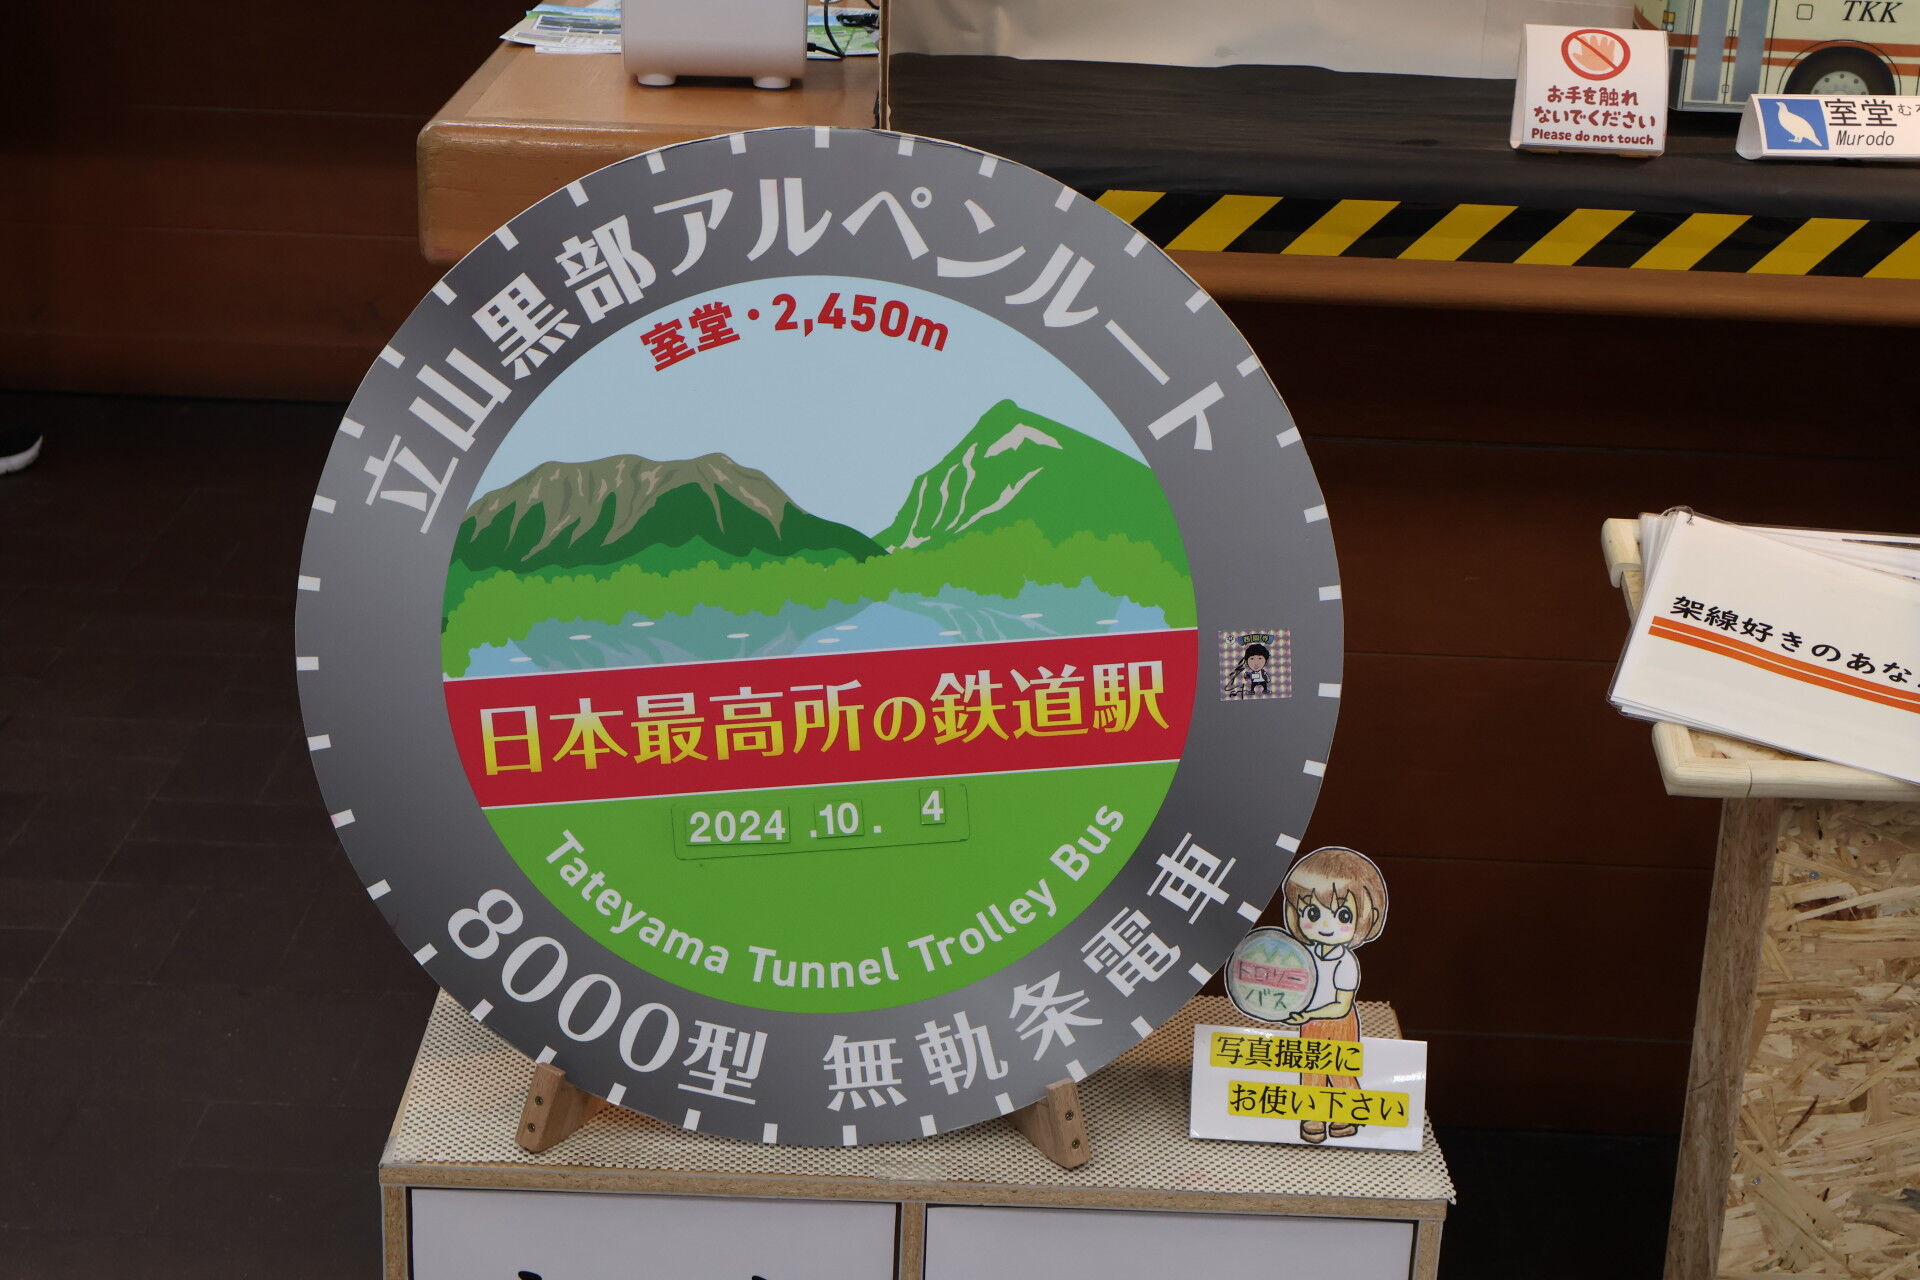 TKK
お手を触れ
ないでください
Please do not touch
室堂
Murodo
立山黒部アルペンルート
室堂・2,450m
日本最高所の鉄道駅
2024.10.4
Tateyama Tunnel Trolley Bus
8000型 無軌条電車
架線好きのあな
トロリー
バス
写真撮影に
お使い下さい